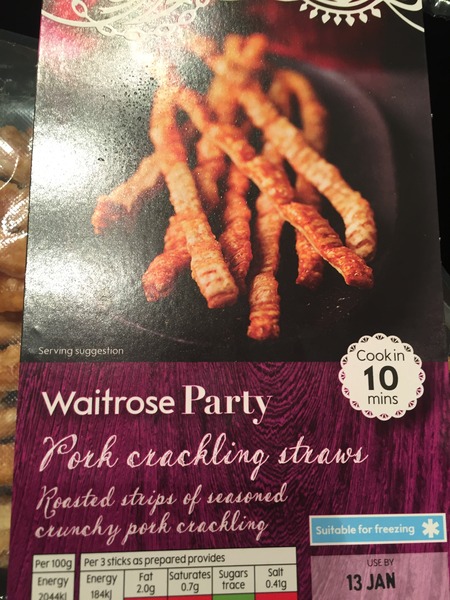 Serving suggestion
Cook in
10
mins
Waitrose Party
Pork crackling straws
Roasted strips of seasoned
crunchy pork crackling
Suitable for freezing
USE BY
13 JAN
Per 100g
Energy
2044kJ
Per 3 sticks as prepared provides
Energy
184kJ
Fat
2.0g
Saturates
0.7g
Sugars
trace
Salt
0.41g